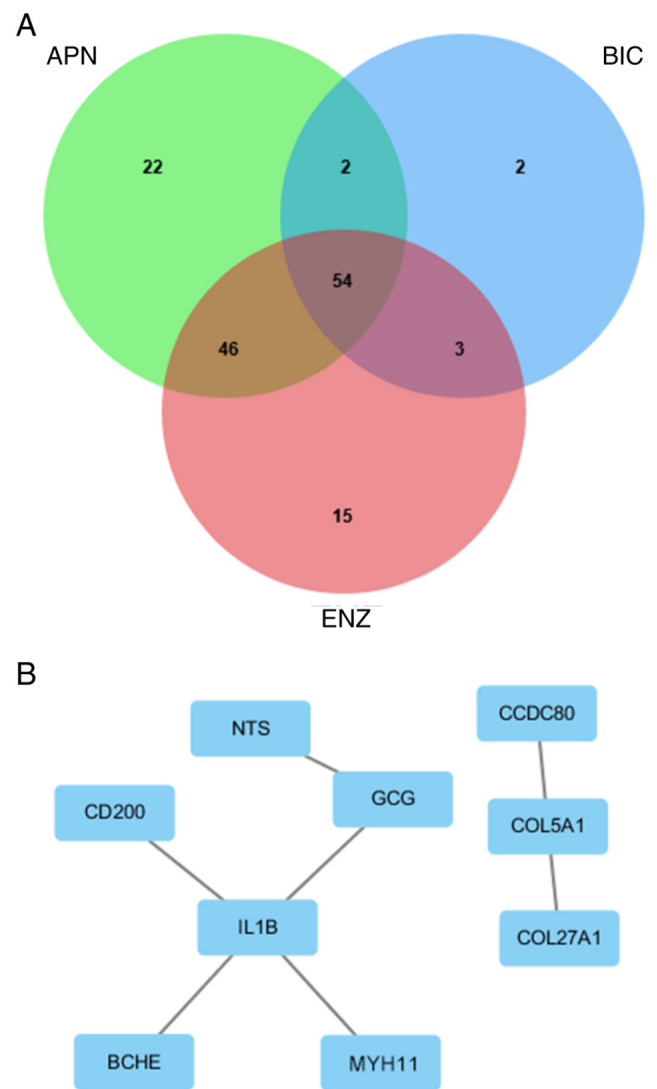 A
APN
BIC
22
2
2
54
46
3
15
ENZ
B
CCDC80
NTS
GCG
CD200
COL5A1
IL1B
COL27A1
BCHE
MYH11